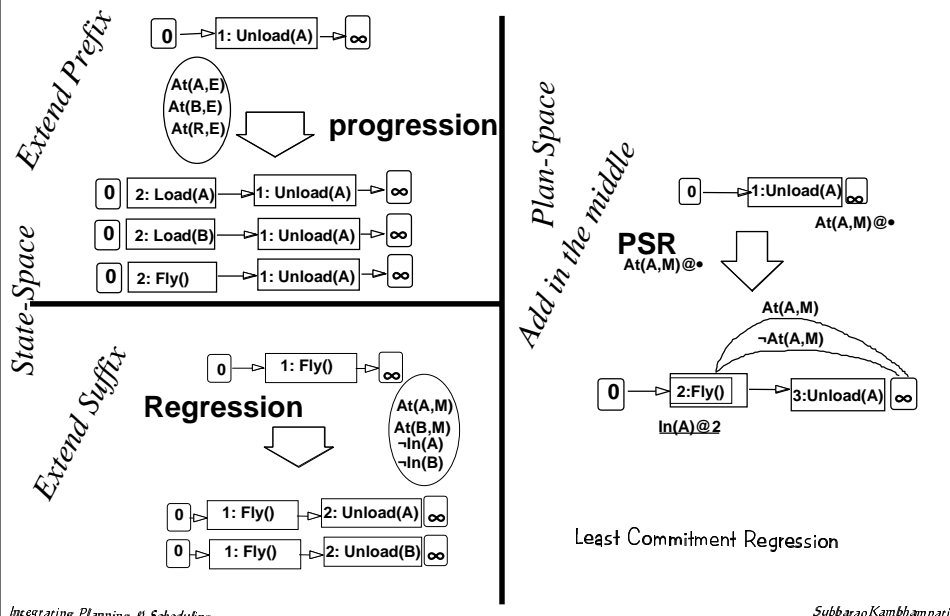 Extend Prefix
0 1: Unload(A) ∞
At(A,E)
At(B,E)
At(R,E)
progression
0 2: Load(A) 1: Unload(A) ∞
0 2: Load(B) 1: Unload(A) ∞
0 2: Fly() 1: Unload(A) ∞
State-Space
Extend Suffix
0 1: Fly() ∞
Regression
At(A,M)
At(B,M)
¬In(A)
¬In(B)
0 1: Fly() 2: Unload(A) ∞
0 1: Fly() 2: Unload(B) ∞
Plan-Space
Add in the middle
0 1:Unload(A) ∞
At(A,M)@•
PSR
At(A,M)@•
At(A,M)
¬At(A,M)
0 2:Fly() 3:Unload(A) ∞
In(A)@2
Least Commitment Regression
Integrating Planning & Scheduling
Subbarao Kambhampati